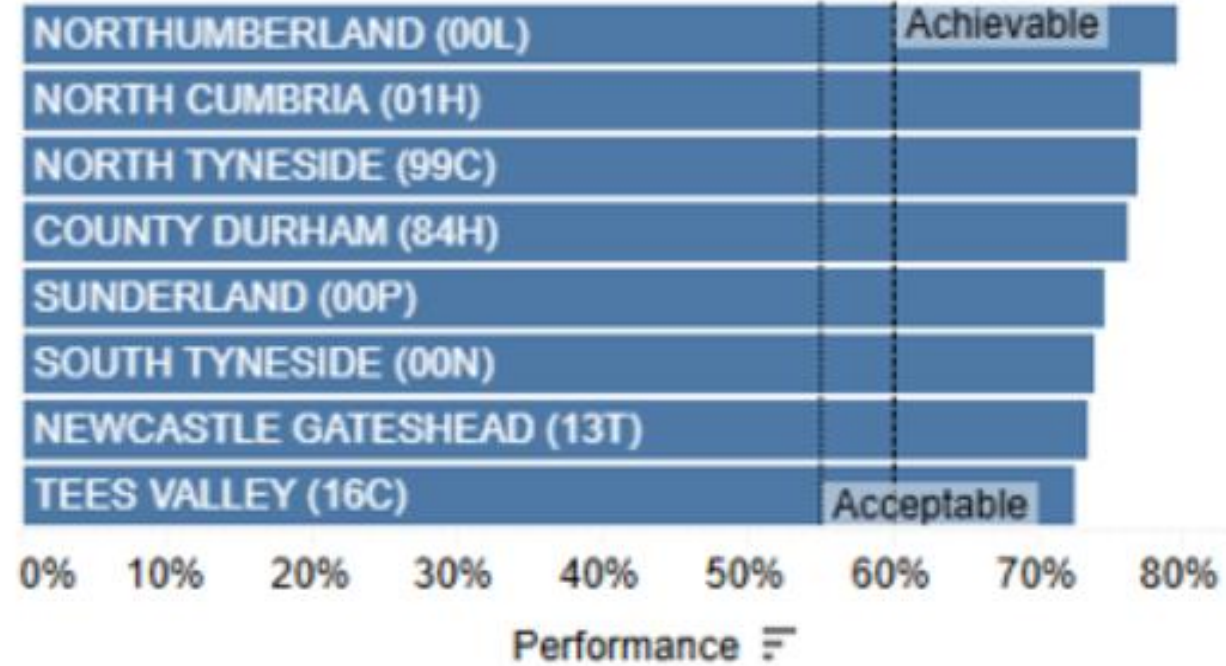 NORTHUMBERLAND (00L)
Achievable
NORTH CUMBRIA (01H)
NORTH TYNESIDE (99C)
COUNTY DURHAM (84H)
SUNDERLAND (00P)
SOUTH TYNESIDE (00N)
NEWCASTLE GATESHEAD (13T)
TEES VALLEY (16C)
Acceptable
0% 10% 20% 30% 40% 50% 60% 70% 80%
Performance